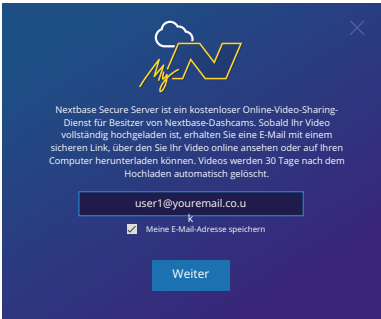 My N
Nextbase Secure Server ist ein kostenloser Online-Video-Sharing-
Dienst für Besitzer von Nextbase-Dashcams. Sobald Ihr Video
vollständig hochgeladen ist, erhalten Sie eine E-Mail mit einem
sicheren Link, über den Sie Ihr Video online ansehen oder auf Ihren
Computer herunterladen können. Videos werden 30 Tage nach dem
Hochladen automatisch gelöscht.
user1@youremail.co.u
k
Meine E-Mail-Adresse speichern
Weiter